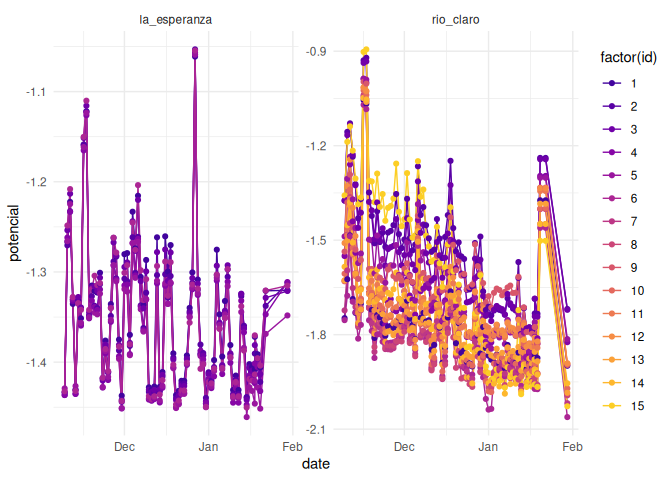 la_esperanza
rio_claro
potencial
-1.1
-1.2
-1.3
-1.4
-0.9
-1.2
-1.5
-1.8
-2.1
Dec
Jan
Feb
Dec
Jan
Feb
date
factor(id)
1
2
3
4
5
6
7
8
9
10
11
12
13
14
15